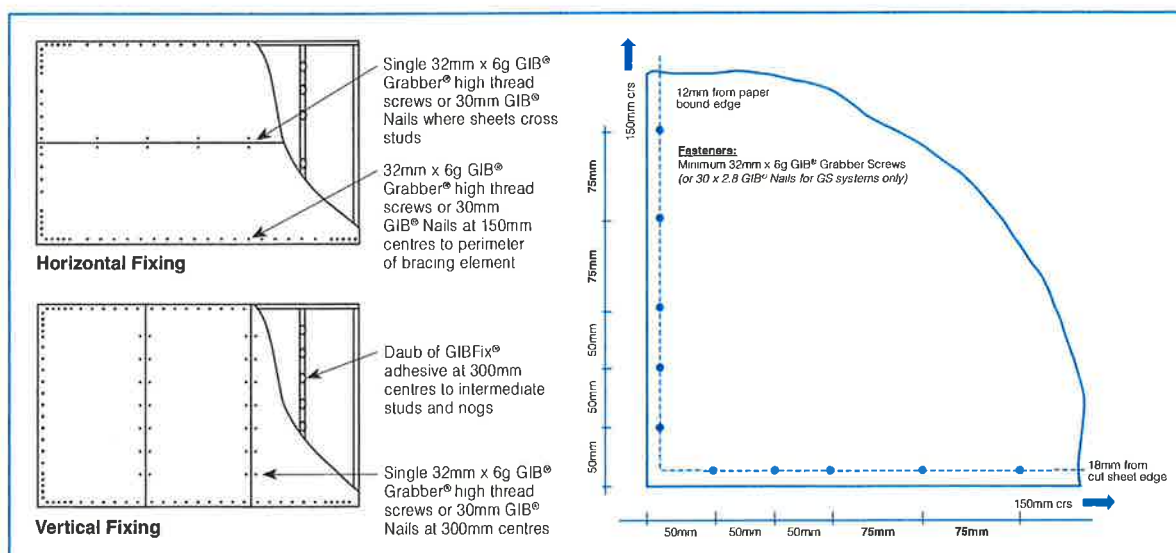 Single 32mm x 6g GIB®
Grabber® high thread
screws or 30mm GIB®
Nails where sheets cross
studs
32mm x 6g GIB®
Grabber® high thread
screws or 30mm
GIB® Nails at 150mm
centres to perimeter
of bracing element
Horizontal Fixing
Daub of GIBFix®
adhesive at 300mm
centres to intermediate
studs and nogs
Single 32mm x 6g GIB®
Grabber® high thread
screws or 30mm GIB®
Nails at 300mm centres
Vertical Fixing
150mm crs
12mm from paper
bound edge
Fasteners:
Minimum 32mm x 6g GIB® Grabber Screws
(or 30 x 2.8 GIB® Nails for GS systems only)
75mm
75mm
50mm
50mm
50mm
18mm from
cut sheet edge
150mm crs
50mm
50mm
50mm
75mm
75mm